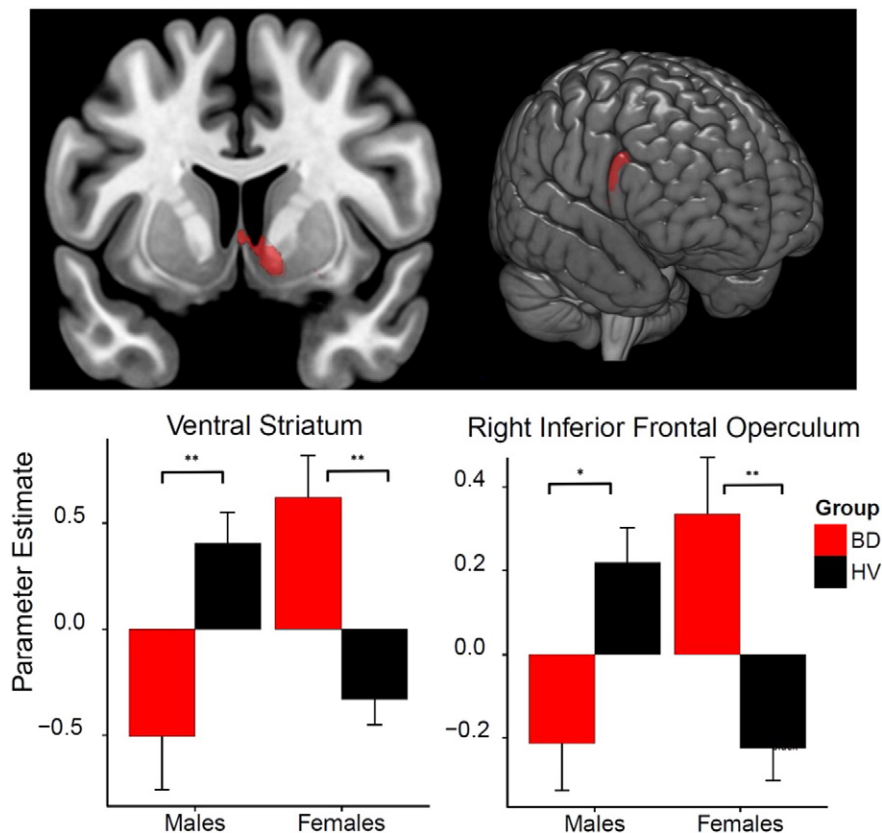 Ventral Striatum
Right Inferior Frontal Operculum
Parameter Estimate
0.5
0.0
−0.5
**
**
Males
Females
0.4
0.2
0.0
−0.2
*
**
Males
Females
Group
BD
HV